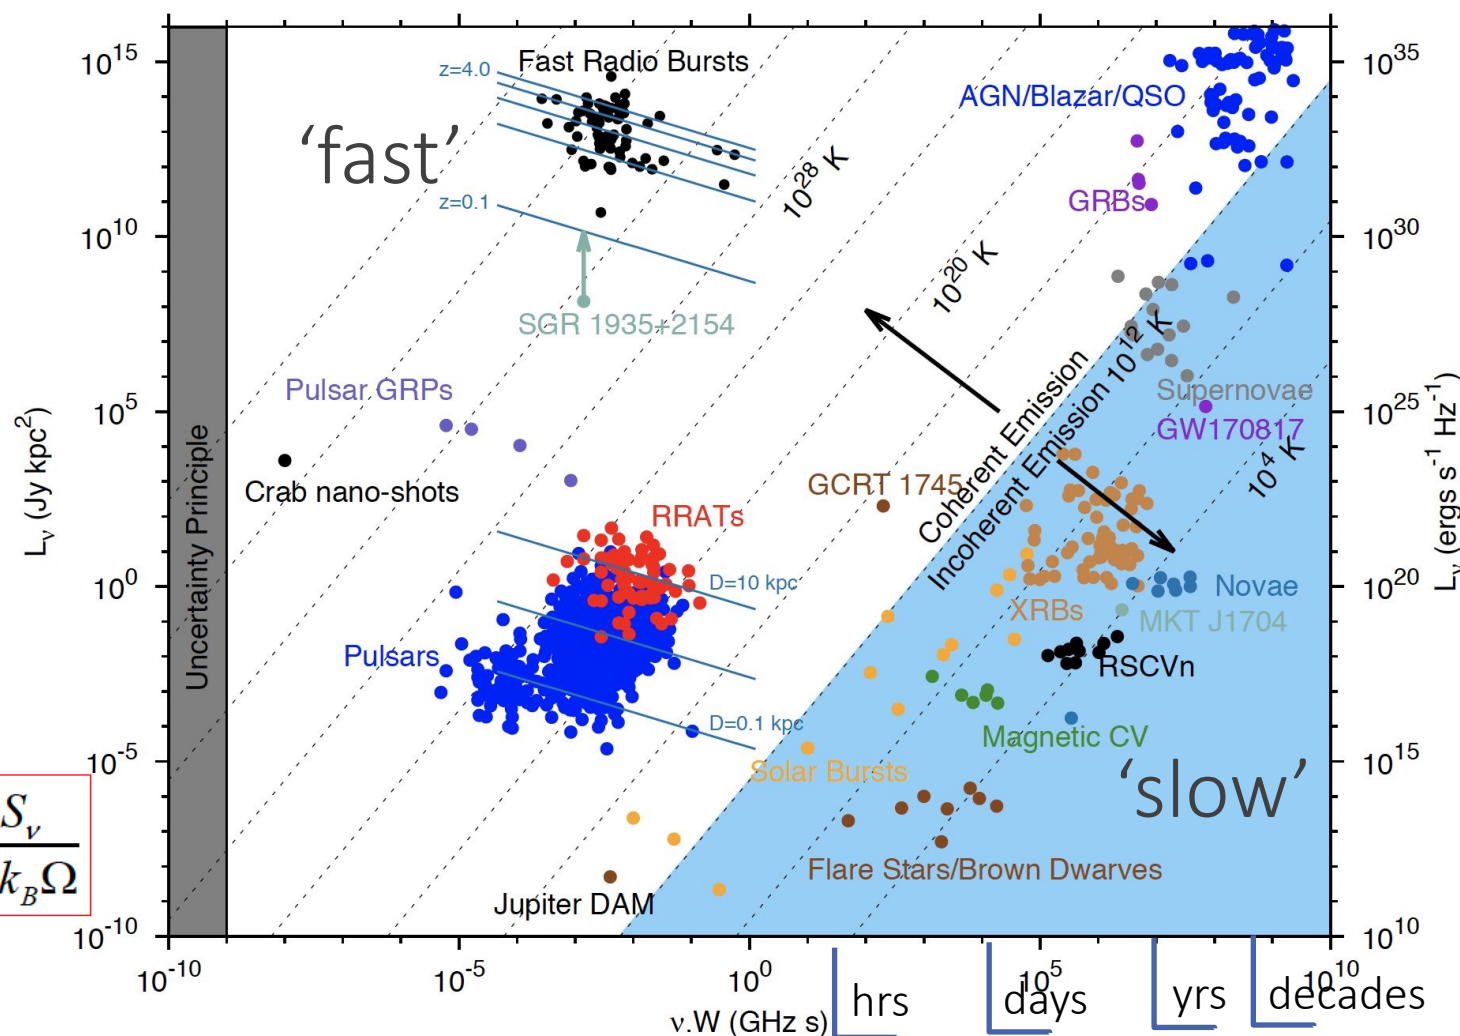 10^15
10^10
10^5
10^0
10^-5
10^-10
L_ν (Jy kpc^2)
10^35
10^30
10^25
10^20
10^15
10^10
L_ν (ergs s^-1 Hz^-1)
10^-10
10^-5
10^0
10^5
10^10
ν.W (GHz s)
hrs
days
yrs
decades
Uncertainty Principle
Fast Radio Bursts
z=4.0
'fast'
z=0.1
SGR 1935+2154
AGN/Blazar/QSO
GRBs
10^28 K
10^20 K
Coherent Emission
Incoherent Emission 10^12 K
10^4 K
Supernovae
GW170817
Pulsar GRPs
Crab nano-shots
GCRT 1745
RRATs
D=10 kpc
Pulsars
D=0.1 kpc
XRBs
Novae
MKT J1704
RSCVn
Magnetic CV
Solar Bursts
'slow'
Flare Stars/Brown Dwarves
Jupiter DAM
S_ν
k_BΩ